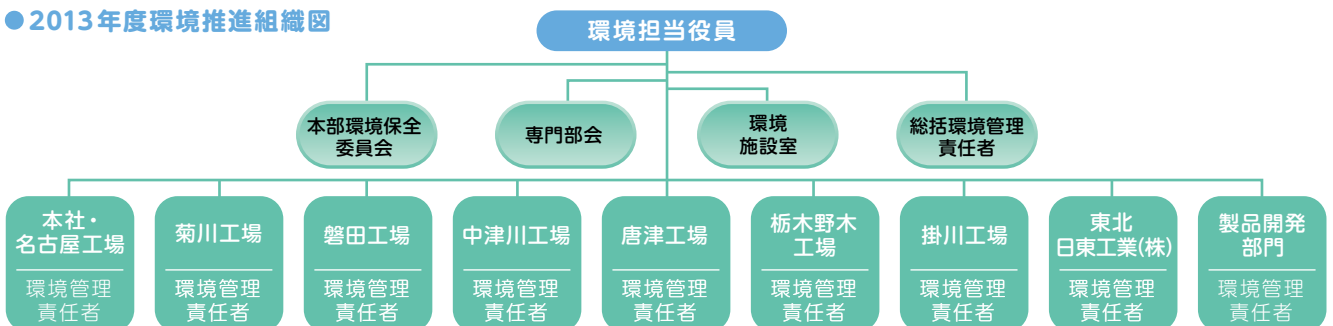 ●2013年度環境推進組織図
環境担当役員
本部環境保全
委員会
専門部会
環境
施設室
総括環境管理
責任者
本社・
名古屋工場
環境管理
責任者
菊川工場
環境管理
責任者
磐田工場
環境管理
責任者
中津川工場
環境管理
責任者
唐津工場
環境管理
責任者
栃木野木
工場
環境管理
責任者
掛川工場
環境管理
責任者
東北
日東工業(株)
環境管理
責任者
製品開発
部門
環境管理
責任者